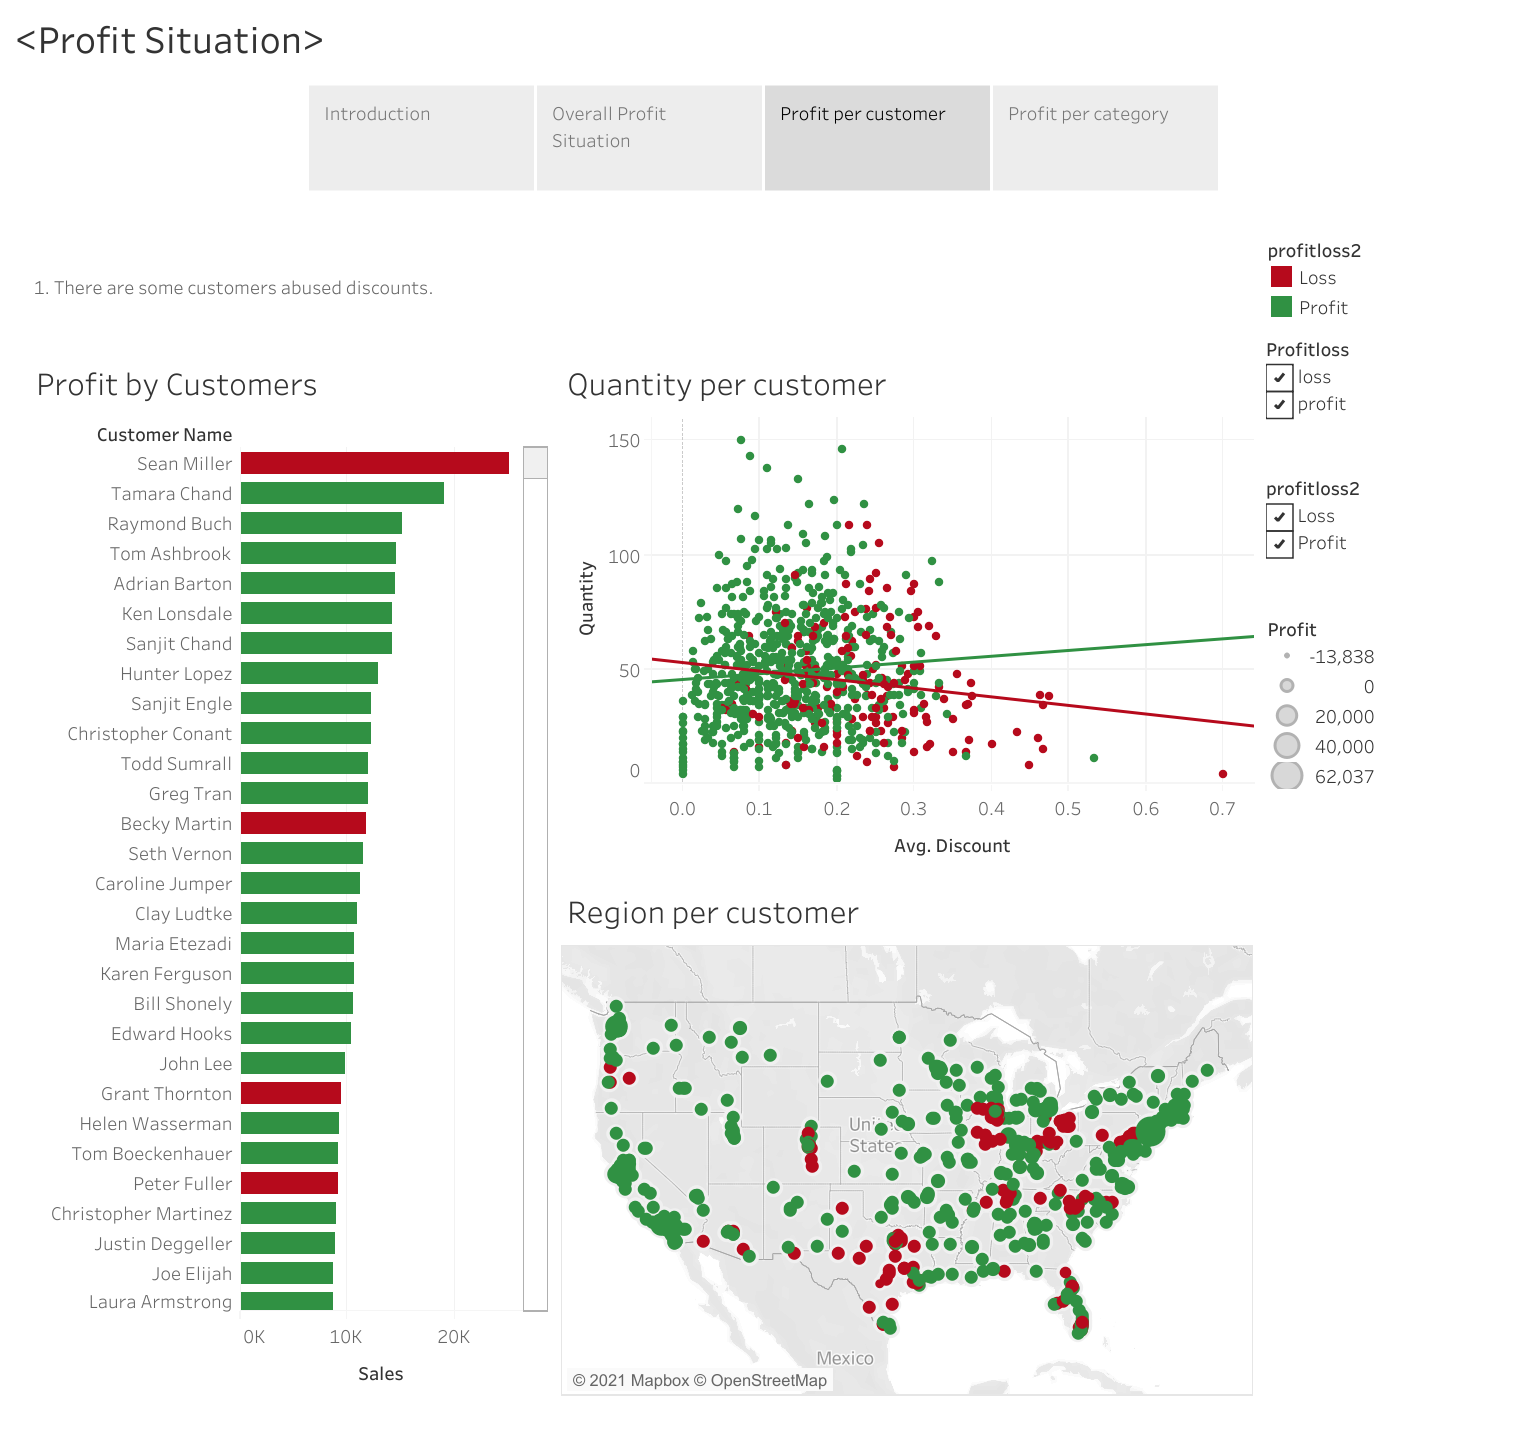 <Profit Situation>
Introduction
Overall Profit
Situation
Profit per customer
Profit per category
1. There are some customers abused discounts.
profitloss2
Loss
Profit
Profitloss
loss
profit
profitloss2
Loss
Profit
Profit
-13,838
0
20,000
40,000
62,037
Profit by Customers
Customer Name
Sean Miller
Tamara Chand
Raymond Buch
Tom Ashbrook
Adrian Barton
Ken Lonsdale
Sanjit Chand
Hunter Lopez
Sanjit Engle
Christopher Conant
Todd Sumrall
Greg Tran
Becky Martin
Seth Vernon
Caroline Jumper
Clay Ludtke
Maria Etezadi
Karen Ferguson
Bill Shonely
Edward Hooks
John Lee
Grant Thornton
Helen Wasserman
Tom Boeckenhauer
Peter Fuller
Christopher Martinez
Justin Deggeller
Joe Elijah
Laura Armstrong
0K 10K 20K
Sales
Quantity per customer
150
100
50
0
Quantity
0.0 0.1 0.2 0.3 0.4 0.5 0.6 0.7
Avg. Discount
Region per customer
United
States
Mexico
© 2021 Mapbox © OpenStreetMap